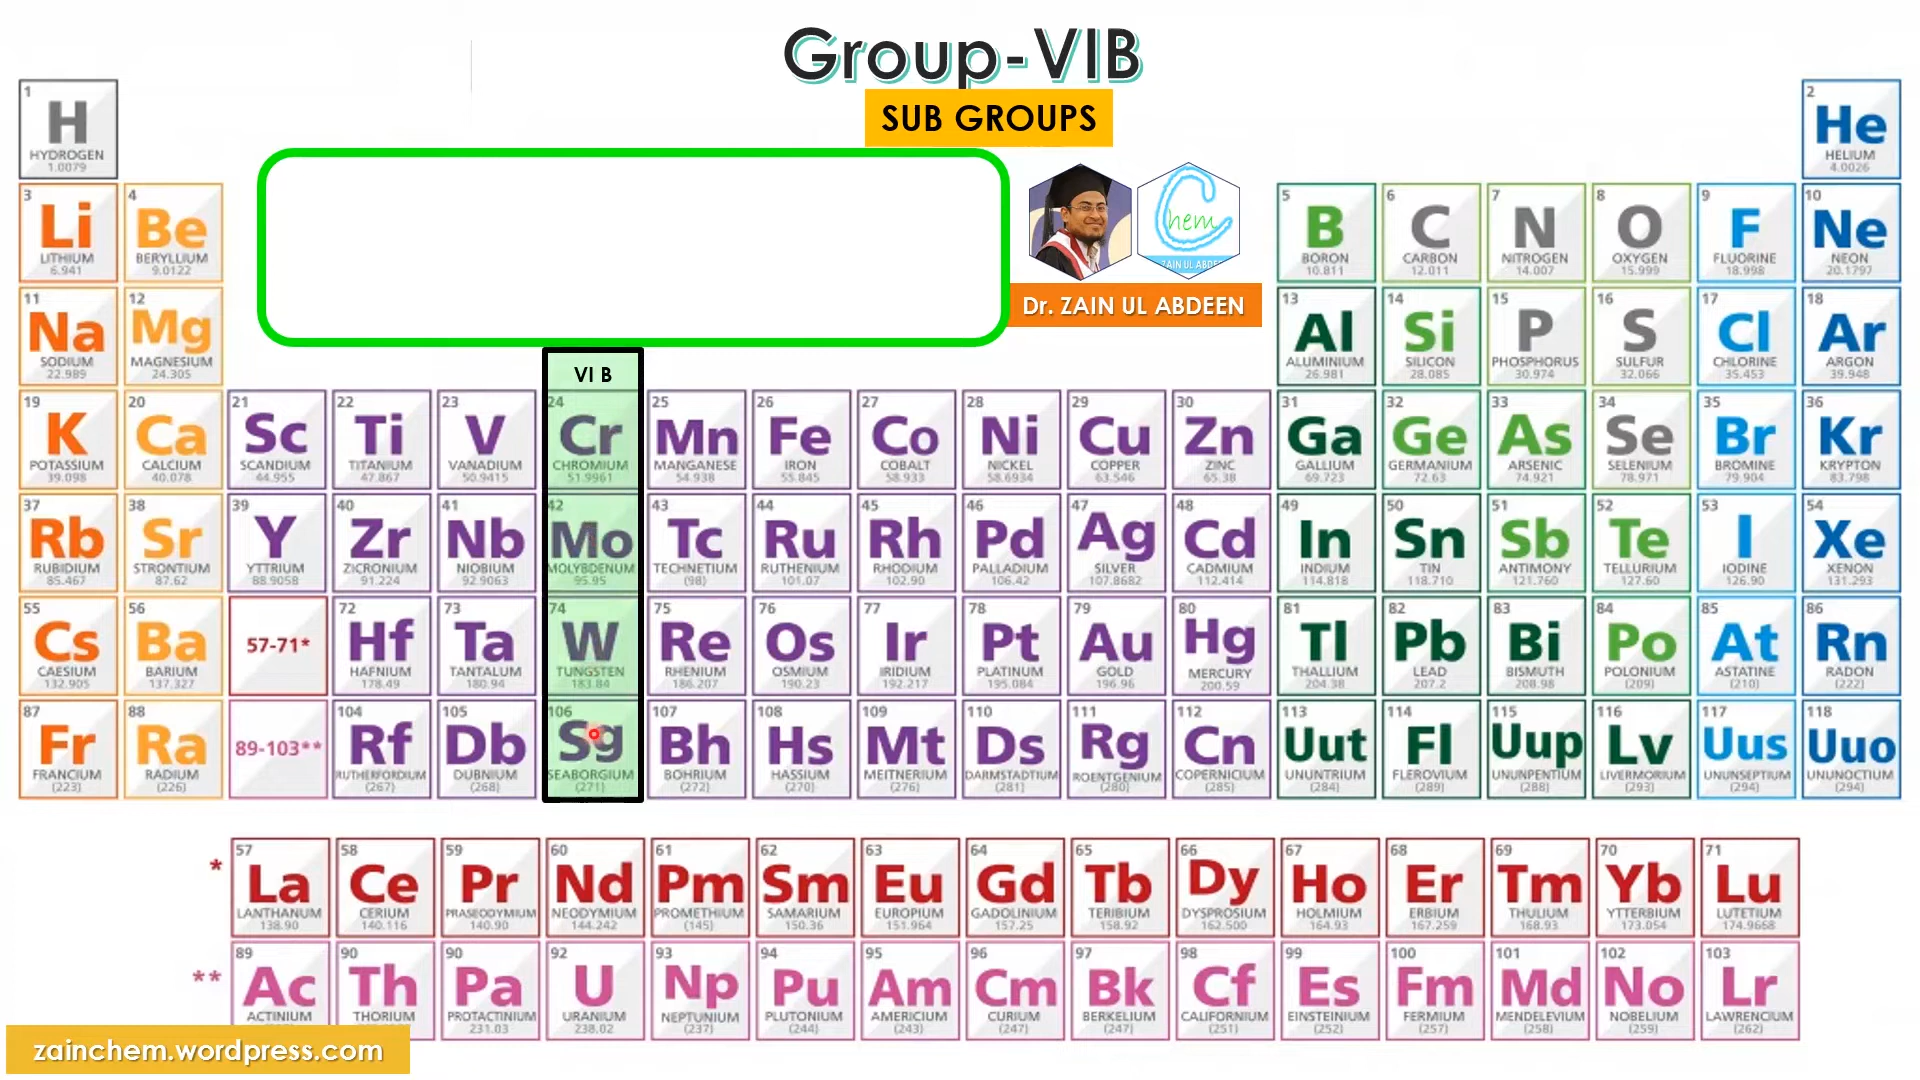 Group-VIB
SUB GROUPS
1 H HYDROGEN 1.0079
2 He HELIUM 4.0026
3 Li LITHIUM 6.941
4 Be BERYLLIUM 9.0122
5 B BORON 10.811
6 C CARBON 12.011
7 N NITROGEN 14.007
8 O OXYGEN 15.999
9 F FLUORINE 18.998
10 Ne NEON 20.1797
Chem
ZAIN UL ABDEEN
Dr. ZAIN UL ABDEEN
11 Na SODIUM 22.989
12 Mg MAGNESIUM 24.305
13 Al ALUMINIUM 26.981
14 Si SILICON 28.085
15 P PHOSPHORUS 30.974
16 S SULFUR 32.066
17 Cl CHLORINE 35.453
18 Ar ARGON 39.948
VI B
19 K POTASSIUM 39.098
20 Ca CALCIUM 40.078
21 Sc SCANDIUM 44.955
22 Ti TITANIUM 47.867
23 V VANADIUM 50.9415
24 Cr CHROMIUM 51.9961
25 Mn MANGANESE 54.938
26 Fe IRON 55.845
27 Co COBALT 58.933
28 Ni NICKEL 58.6934
29 Cu COPPER 63.546
30 Zn ZINC 65.38
31 Ga GALLIUM 69.723
32 Ge GERMANIUM 72.63
33 As ARSENIC 74.921
34 Se SELENIUM 78.971
35 Br BROMINE 79.904
36 Kr KRYPTON 83.798
37 Rb RUBIDIUM 85.467
38 Sr STRONTIUM 87.62
39 Y YTTRIUM 88.9058
40 Zr ZICRONIUM 91.224
41 Nb NIOBIUM 92.9063
42 Mo MOLYBDENUM 95.95
43 Tc TECHNETIUM (98)
44 Ru RUTHENIUM 101.07
45 Rh RHODIUM 102.90
46 Pd PALLADIUM 106.42
47 Ag SILVER 107.8682
48 Cd CADMIUM 112.414
49 In INDIUM 114.818
50 Sn TIN 118.710
51 Sb ANTIMONY 121.760
52 Te TELLURIUM 127.60
53 I IODINE 126.90
54 Xe XENON 131.293
55 Cs CAESIUM 132.905
56 Ba BARIUM 137.327
57-71*
72 Hf HAFNIUM 178.49
73 Ta TANTALUM 180.94
74 W TUNGSTEN 183.84
75 Re RHENIUM 186.207
76 Os OSMIUM 190.23
77 Ir IRIDIUM 192.217
78 Pt PLATINUM 195.084
79 Au GOLD 196.96
80 Hg MERCURY 200.59
81 Tl THALLIUM 204.38
82 Pb LEAD 207.2
83 Bi BISMUTH 208.98
84 Po POLONIUM (209)
85 At ASTATINE (210)
86 Rn RADON (222)
87 Fr FRANCIUM (223)
88 Ra RADIUM (226)
89-103**
104 Rf RUTHERFORDIUM (267)
105 Db DUBNIUM (268)
106 Sg SEABORGIUM (271)
107 Bh BOHRIUM (272)
108 Hs HASSIUM (270)
109 Mt MEITNERIUM (276)
110 Ds DARMSTADTIUM (281)
111 Rg ROENTGENIUM (280)
112 Cn COPERNICIUM (285)
113 Uut UNUNTRIUM (284)
114 Fl FLEROVIUM (289)
115 Uup UNUNPENTIUM (288)
116 Lv LIVERMORIUM (293)
117 Uus UNUNSEPTIUM (294)
118 Uuo UNUNOCTIUM (294)
*
57 La LANTHANUM 138.90
58 Ce CERIUM 140.116
59 Pr PRASEODYMIUM 140.90
60 Nd NEODYMIUM 144.242
61 Pm PROMETHIUM (145)
62 Sm SAMARIUM 150.36
63 Eu EUROPIUM 151.964
64 Gd GADOLINIUM 157.25
65 Tb TERIBIUM 158.92
66 Dy DYSPROSIUM 162.500
67 Ho HOLMIUM 164.93
68 Er ERBIUM 167.259
69 Tm THULIUM 168.93
70 Yb YTTERBIUM 173.054
71 Lu LUTETIUM 174.9668
**
89 Ac ACTINIUM
90 Th THORIUM
90 Pa PROTACTINIUM 231.03
92 U URANIUM 238.02
93 Np NEPTUNIUM (237)
94 Pu PLUTONIUM (244)
95 Am AMERICIUM (243)
96 Cm CURIUM (247)
97 Bk BERKELIUM (247)
98 Cf CALIFORNIUM (251)
99 Es EINSTEINIUM (252)
100 Fm FERMIUM (257)
101 Md MENDELEVIUM (258)
102 No NOBELIUM (259)
103 Lr LAWRENCIUM (262)
zainchem.wordpress.com